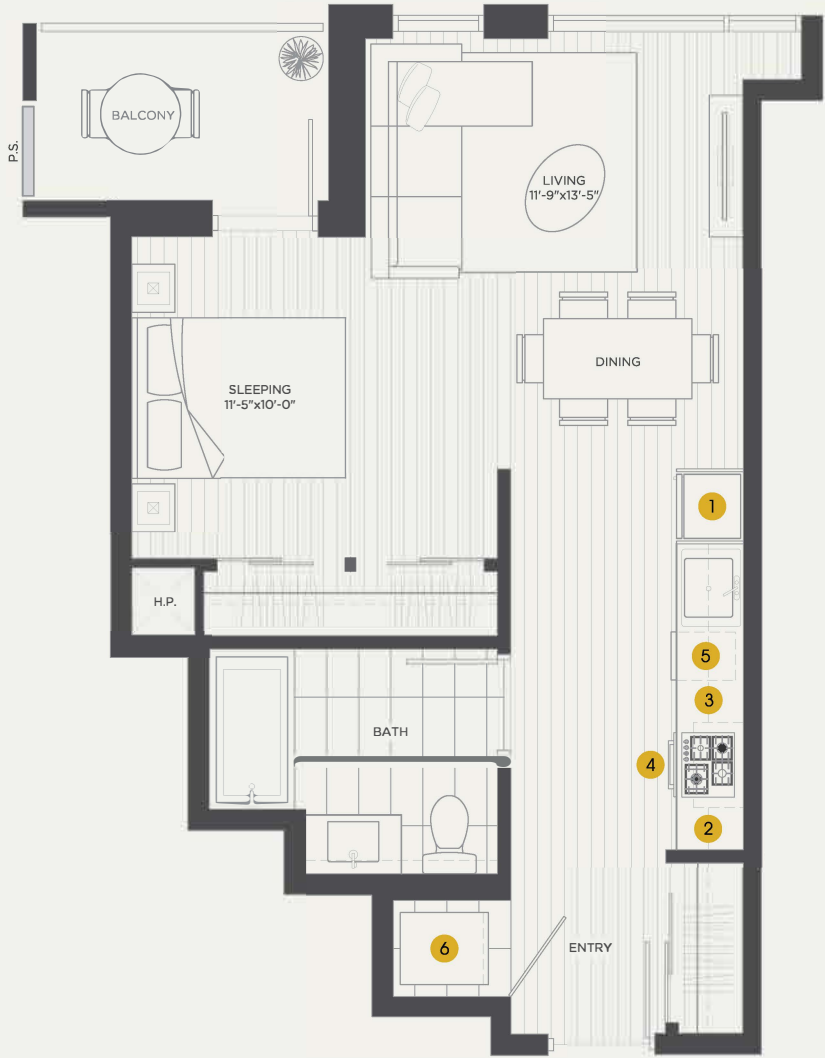 BALCONY
P.S.
LIVING
11'-9"x13'-5"
DINING
SLEEPING
11'-5"x10'-0"
1
H.P.
5
3
BATH
4
2
6
ENTRY